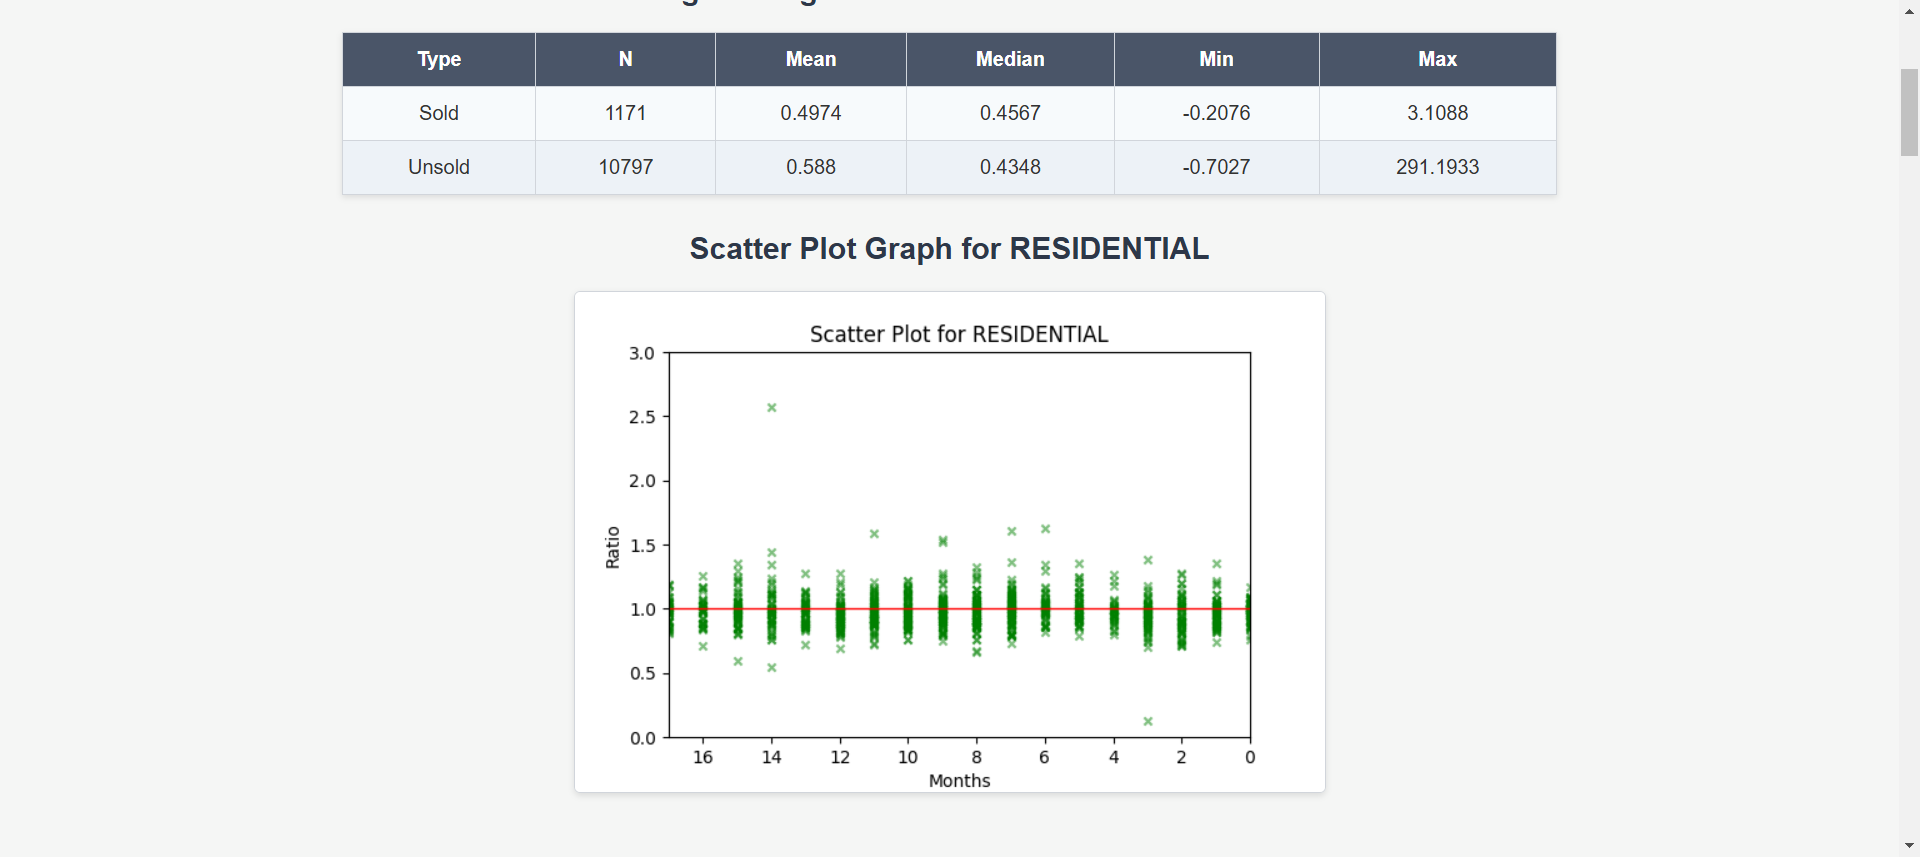 Type N Mean Median Min Max
Sold 1171 0.4974 0.4567 -0.2076 3.1088
Unsold 10797 0.588 0.4348 -0.7027 291.1933
Scatter Plot Graph for RESIDENTIAL
Scatter Plot for RESIDENTIAL
3.0
2.5
2.0
1.5
1.0
0.5
0.0
Ratio
16 14 12 10 8 6 4 2 0
Months